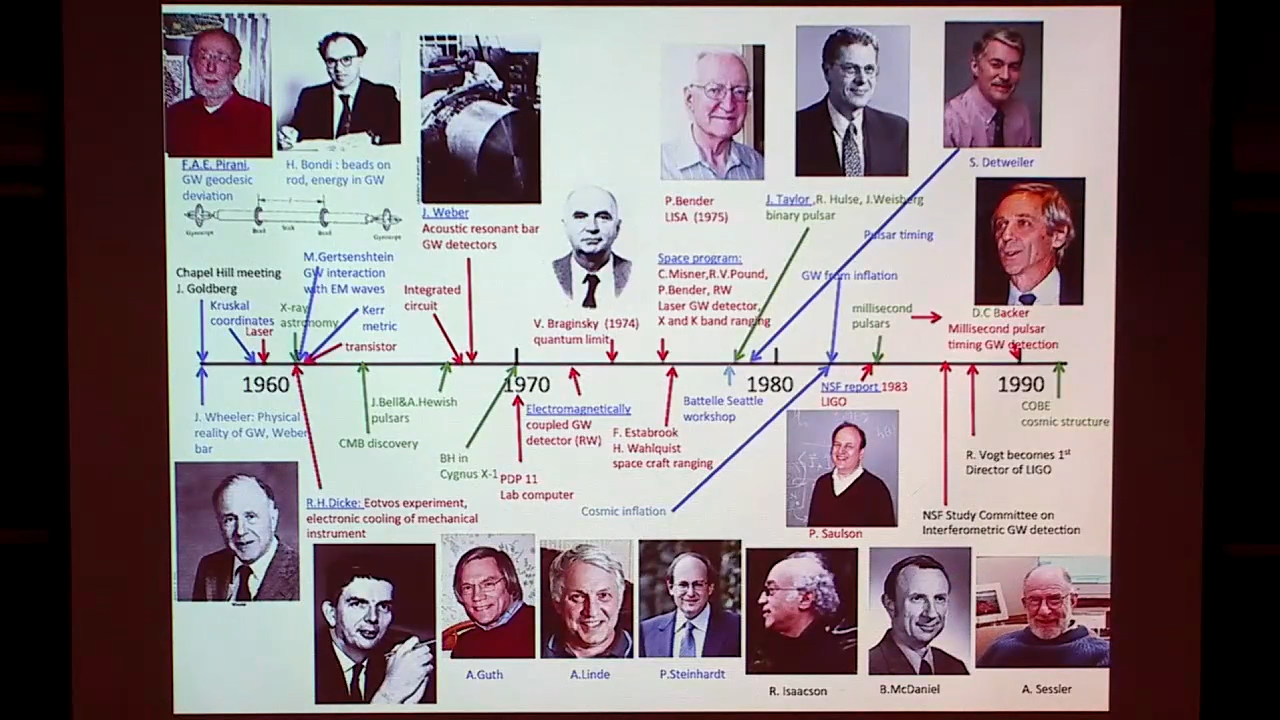 F.A.E. Pirani,
GW geodesic
deviation
H. Bondi : beads on
rod, energy in GW
Gyroscope
Bead
Stick
Bead
Gyroscope
J. Weber
Acoustic resonant bar
GW detectors
P.Bender
LISA (1975)
J. Taylor ,R. Hulse, J.Weisberg
binary pulsar
S. Detweiler
Pulsar timing
M.Gertsenshtein
GW interaction
with EM waves
Chapel Hill meeting
J. Goldberg
Kruskal
coordinates
Laser
X-ray
astronomy
Kerr
metric
transistor
Integrated
circuit
V. Braginsky (1974)
quantum limit
Space program:
C.Misner,R.V.Pound,
P.Bender, RW
Laser GW detector,
X and K band ranging
GW from inflation
millisecond
pulsars
D.C Backer
Millisecond pulsar
timing GW detection
1960
1970
1980
1990
J. Wheeler: Physical
reality of GW, Weber
bar
J.Bell&A.Hewish
pulsars
CMB discovery
BH in
Cygnus X-1
PDP 11
Lab computer
Electromagnetically
coupled GW
detector (RW)
F. Estabrook
H. Wahlquist
space craft ranging
Battelle Seattle
workshop
Cosmic inflation
NSF report 1983
LIGO
COBE
cosmic structure
R. Vogt becomes 1st
Director of LIGO
NSF Study Committee on
Interferometric GW detection
R.H.Dicke: Eotvos experiment,
electronic cooling of mechanical
instrument
P. Saulson
A.Guth
A.Linde
P.Steinhardt
R. Isaacson
B.McDaniel
A. Sessler